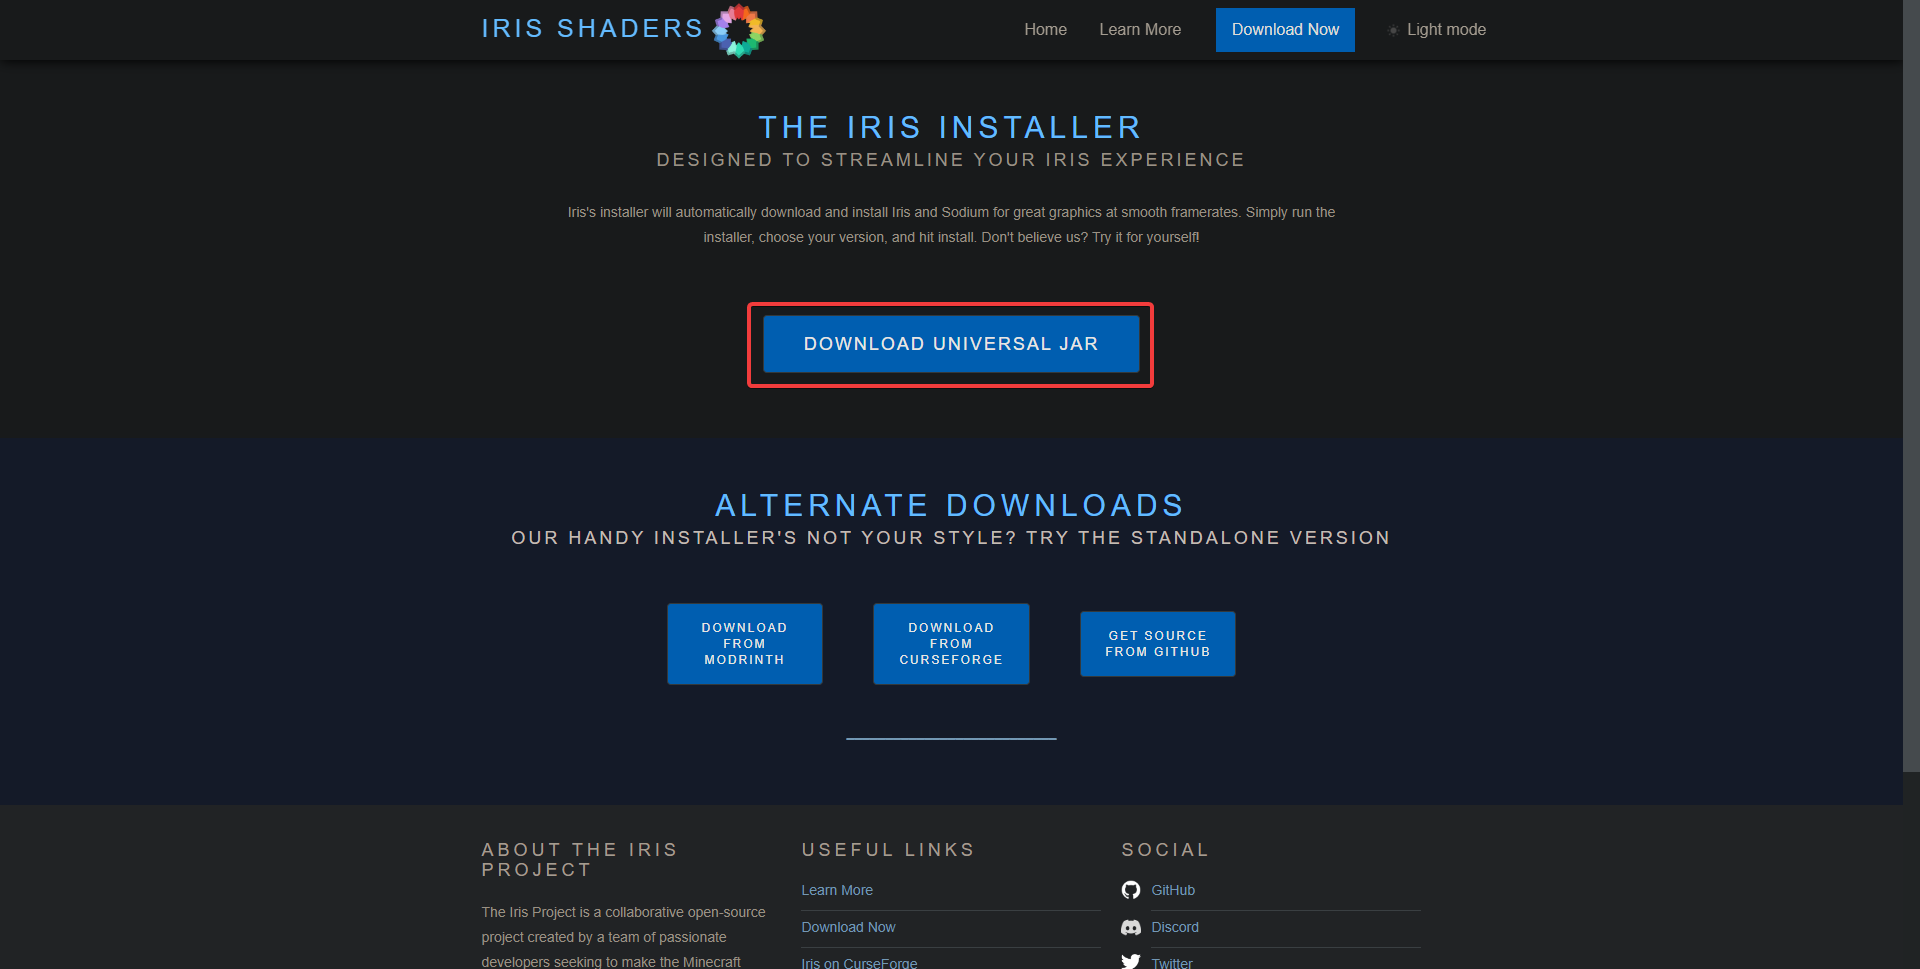 IRIS SHADERS
Home
Learn More
Download Now
Light mode
THE IRIS INSTALLER
DESIGNED TO STREAMLINE YOUR IRIS EXPERIENCE
Iris's installer will automatically download and install Iris and Sodium for great graphics at smooth framerates. Simply run the
installer, choose your version, and hit install. Don't believe us? Try it for yourself!
DOWNLOAD UNIVERSAL JAR
ALTERNATE DOWNLOADS
OUR HANDY INSTALLER'S NOT YOUR STYLE? TRY THE STANDALONE VERSION
DOWNLOAD
FROM
MODRINTH
DOWNLOAD
FROM
CURSEFORGE
GET SOURCE
FROM GITHUB
ABOUT THE IRIS
PROJECT
The Iris Project is a collaborative open-source
project created by a team of passionate
developers seeking to make the Minecraft
USEFUL LINKS
Learn More
Download Now
Iris on CurseForge
SOCIAL
GitHub
Discord
Twitter